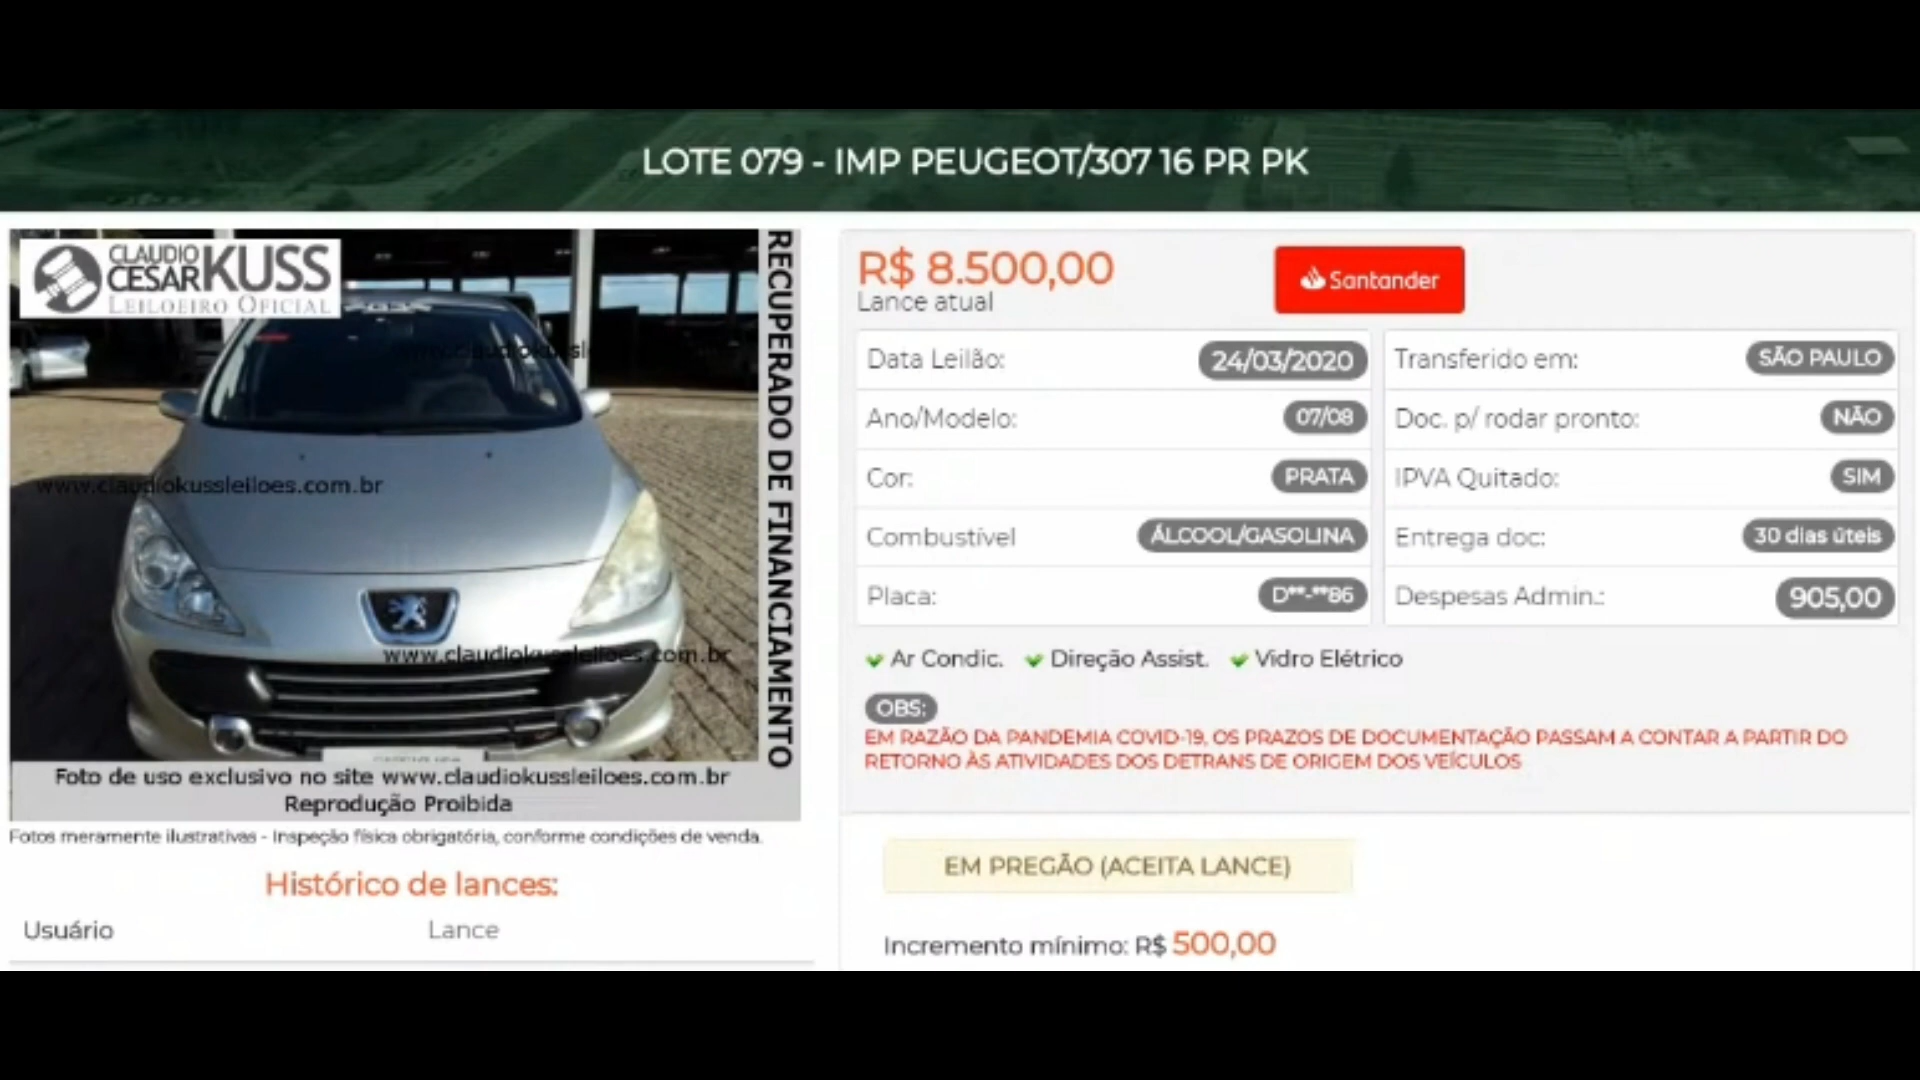 LOTE 079 - IMP PEUGEOT/307 16 PR PK
CLAUDIO
CESAR KUSS
LEILOEIRO OFICIAL
RECUPERADO DE FINANCIAMENTO
www.claudiokussleiloes.com.br
www.claudiokussleiloes.com.br
Foto de uso exclusivo no site www.claudiokussleiloes.com.br
Reprodução Proibida
Fotos meramente ilustrativas - Inspeção física obrigatória, conforme condições de venda.
Histórico de lances:
Usuário Lance
R$ 8.500,00
Lance atual
Santander
Data Leilão: 24/03/2020
Ano/Modelo: 07/08
Cor: PRATA
Combustível ÁLCOOL/GASOLINA
Placa: D**-**86
Transferido em: SÃO PAULO
Doc. p/ rodar pronto: NÃO
IPVA Quitado: SIM
Entrega doc: 30 dias úteis
Despesas Admin.: 905,00
Ar Condic. Direção Assist. Vidro Elétrico
OBS:
EM RAZÃO DA PANDEMIA COVID-19, OS PRAZOS DE DOCUMENTAÇÃO PASSAM A CONTAR A PARTIR DO
RETORNO ÀS ATIVIDADES DOS DETRANS DE ORIGEM DOS VEÍCULOS
EM PREGÃO (ACEITA LANCE)
Incremento mínimo: R$ 500,00